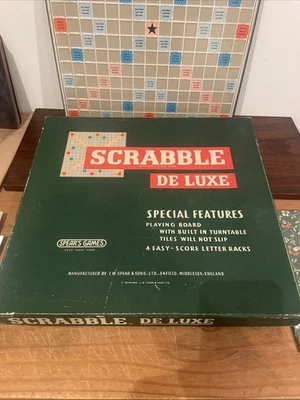 SCRABBLE
DE LUXE
SPECIAL FEATURES
PLAYING BOARD
WITH BUILT IN TURNTABLE
TILES WILL NOT SLIP
4 EASY-SCORE LETTER RACKS
SPEAR'S GAMES
MANUFACTURED BY J.W. SPEAR & SONS. LTD., ENFIELD, MIDDLESEX, ENGLAND
SCRABBLE DE LUXE